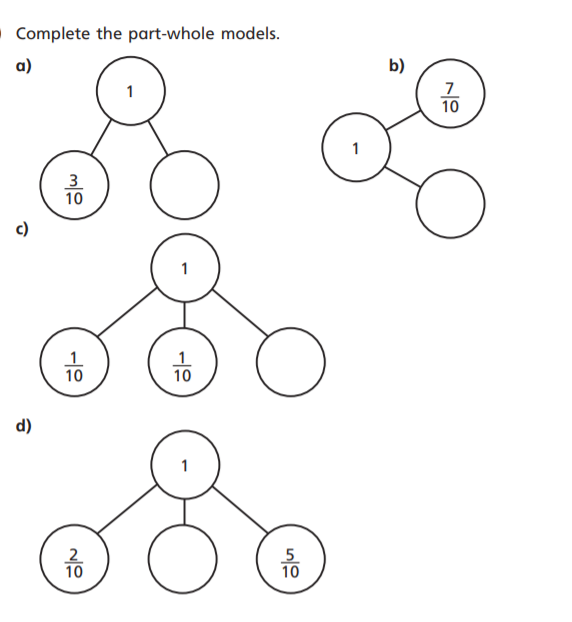 Complete the part-whole models.
a)
1
3/10
b)
7/10
1
c)
1
1/10
1/10
d)
1
2/10
5/10